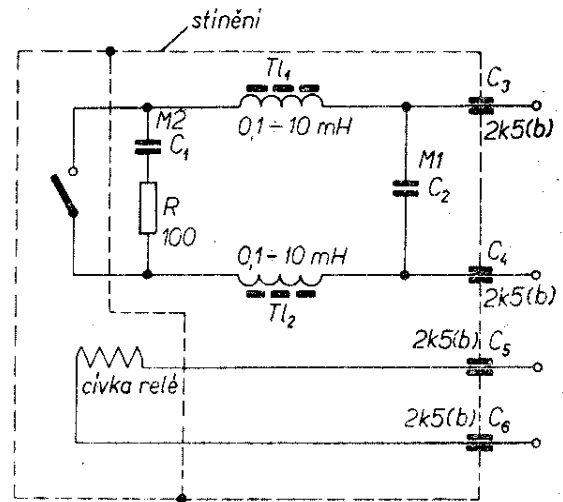 stínění
Tl₁
0,1 ÷ 10 mH
C₃
2k5(b)
M2
C₁
R
100
M1
C₂
0,1 ÷ 10 mH
Tl₂
C₄
2k5(b)
2k5(b)
C₅
cívka relé
2k5(b)
C₆